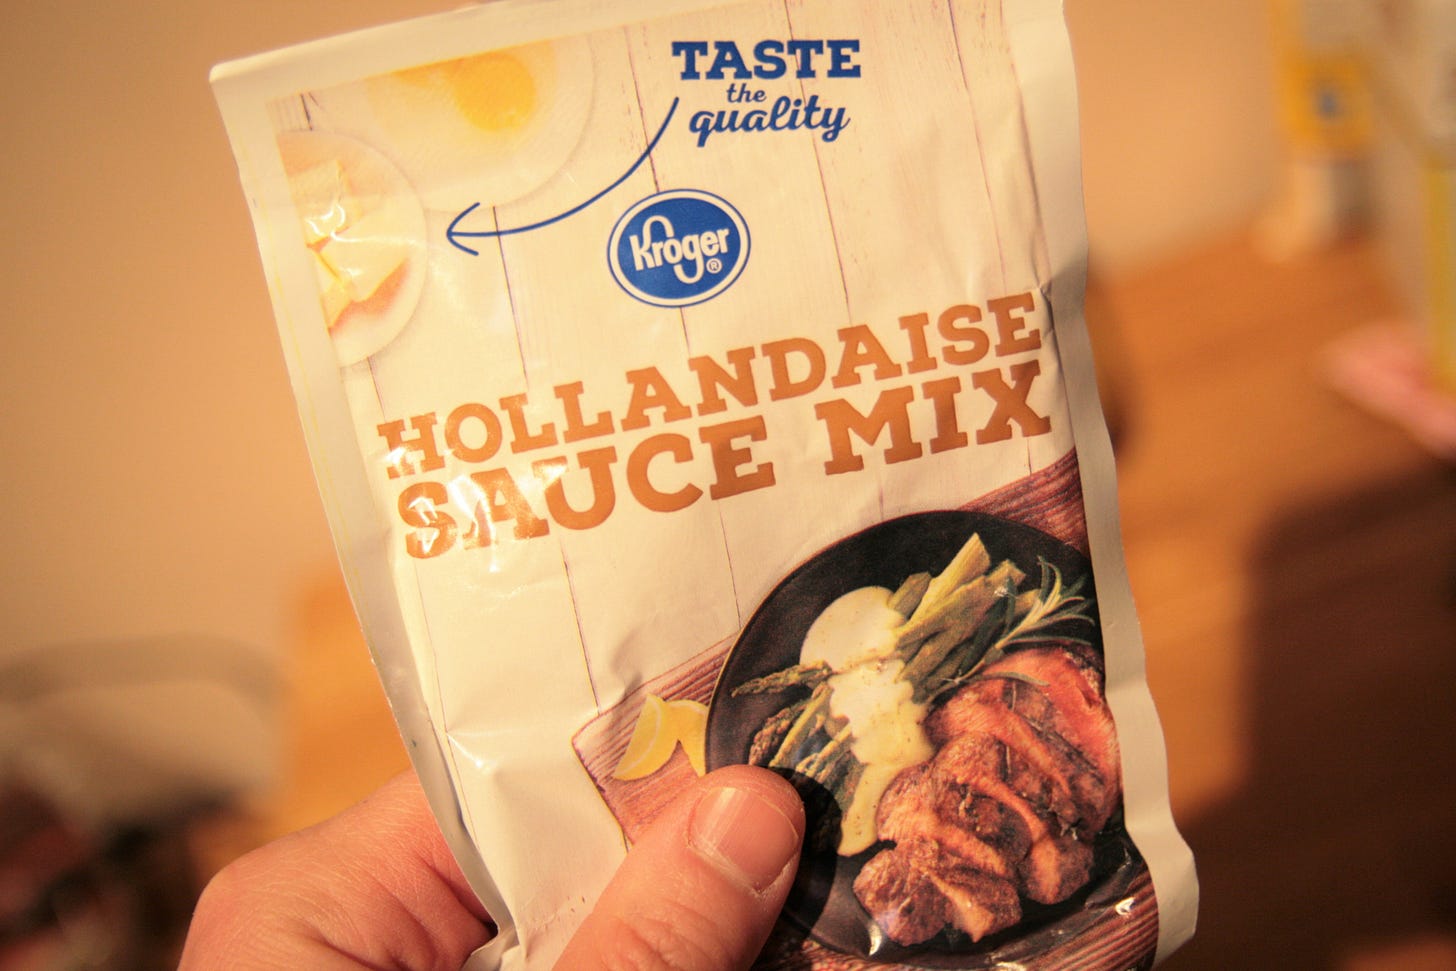 TASTE
the
quality
Kroger®
HOLLANDAISE
SAUCE MIX